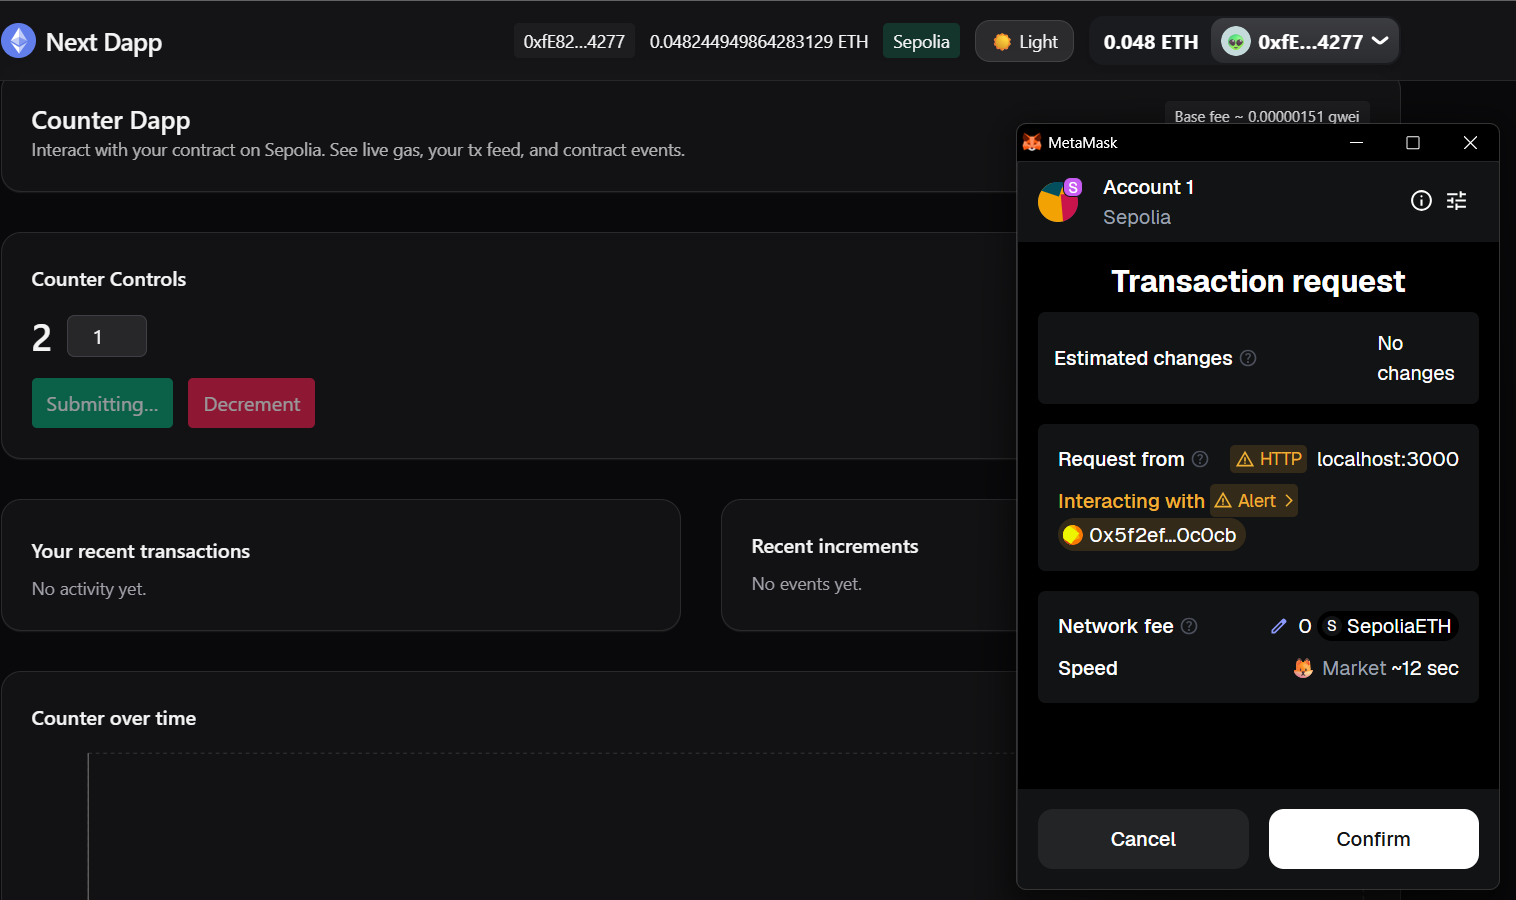 Next Dapp
0xfE82...4277
0.048244949864283129 ETH
Sepolia
Light
0.048 ETH
0xfE...4277
Counter Dapp
Interact with your contract on Sepolia. See live gas, your tx feed, and contract events.
Base fee ~ 0.00000151 gwei
Counter Controls
2
1
Submitting...
Decrement
Your recent transactions
No activity yet.
Recent increments
No events yet.
Counter over time
MetaMask
S
Account 1
Sepolia
Transaction request
Estimated changes ?
No changes
Request from ?
HTTP
localhost:3000
Interacting with
Alert >
0x5f2ef...0c0cb
Network fee ?
0 S SepoliaETH
Speed
Market ~12 sec
Cancel
Confirm